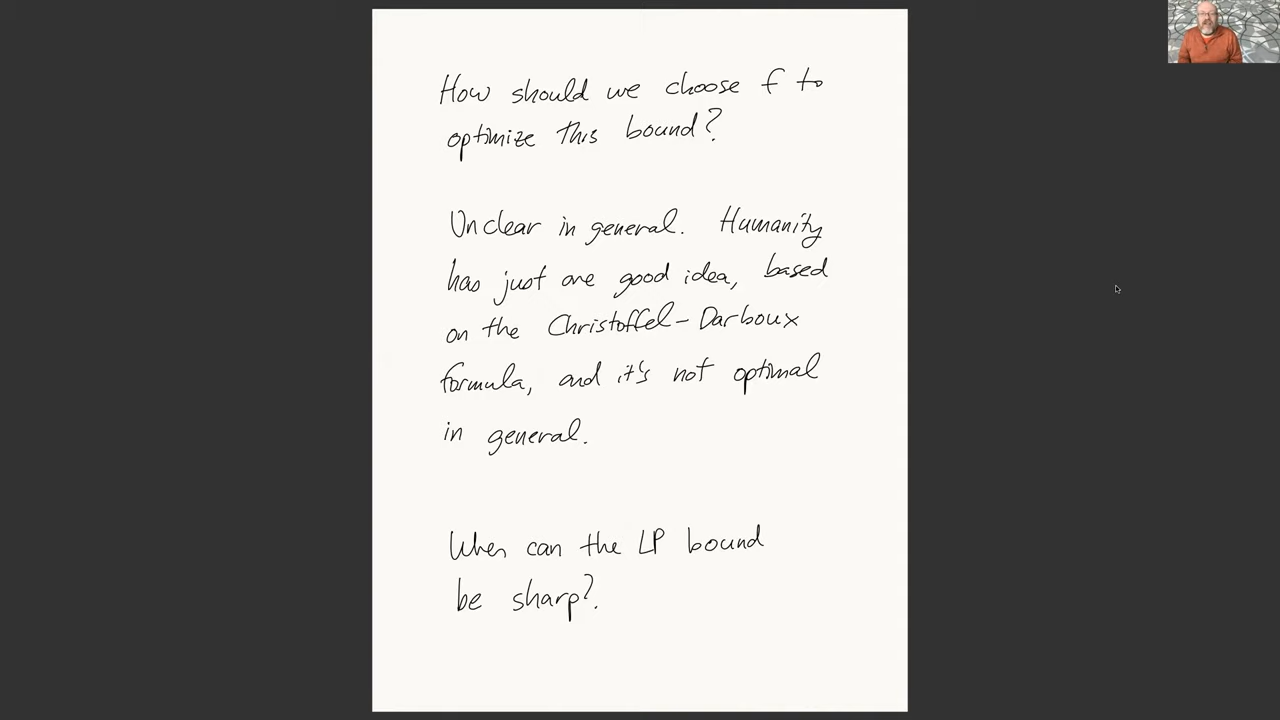 How should we choose f to
optimize this bound?
Unclear in general. Humanity
has just one good idea, based
on the Christoffel-Darboux
formula, and it's not optimal
in general.
When can the LP bound
be sharp?.